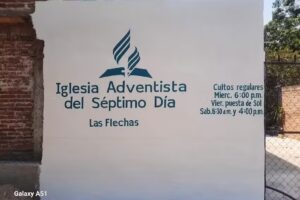 Iglesia Adventista
del Séptimo Día
Las Flechas
Cultos regulares
Mierc. 6:00 p.m.
Vier. puesta de Sol
Sab. 8:30 a.m. y 4:00 p.m.
Galaxy A51